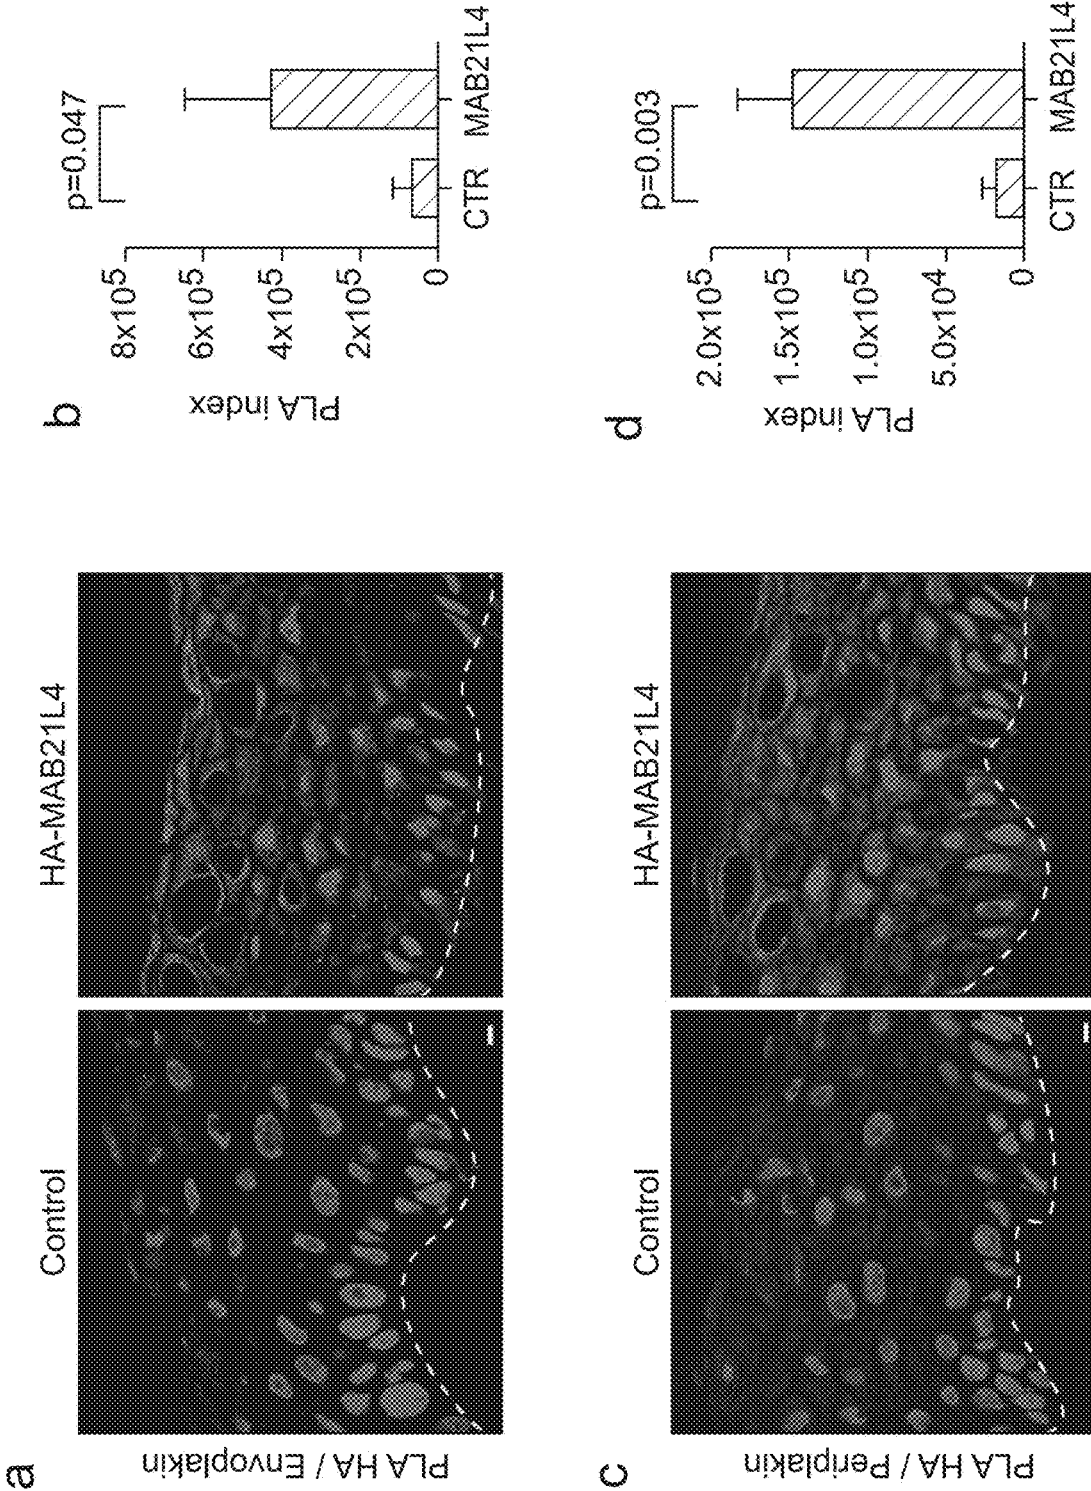 a
Control
HA-MAB21L4
PLA HA / Envoplakin
b
p=0.047
8x10⁵
6x10⁵
4x10⁵
2x10⁵
0
PLA index
CTR
MAB21L4
c
Control
HA-MAB21L4
PLA HA / Periplakin
d
p=0.003
2.0x10⁵
1.5x10⁵
1.0x10⁵
5.0x10⁴
0
PLA index
CTR
MAB21L4